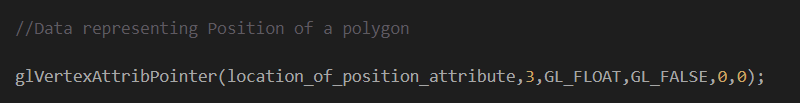 //Data representing Position of a polygon
glVertexAttribPointer(location_of_position_attribute,3,GL_FLOAT,GL_FALSE,0,0);